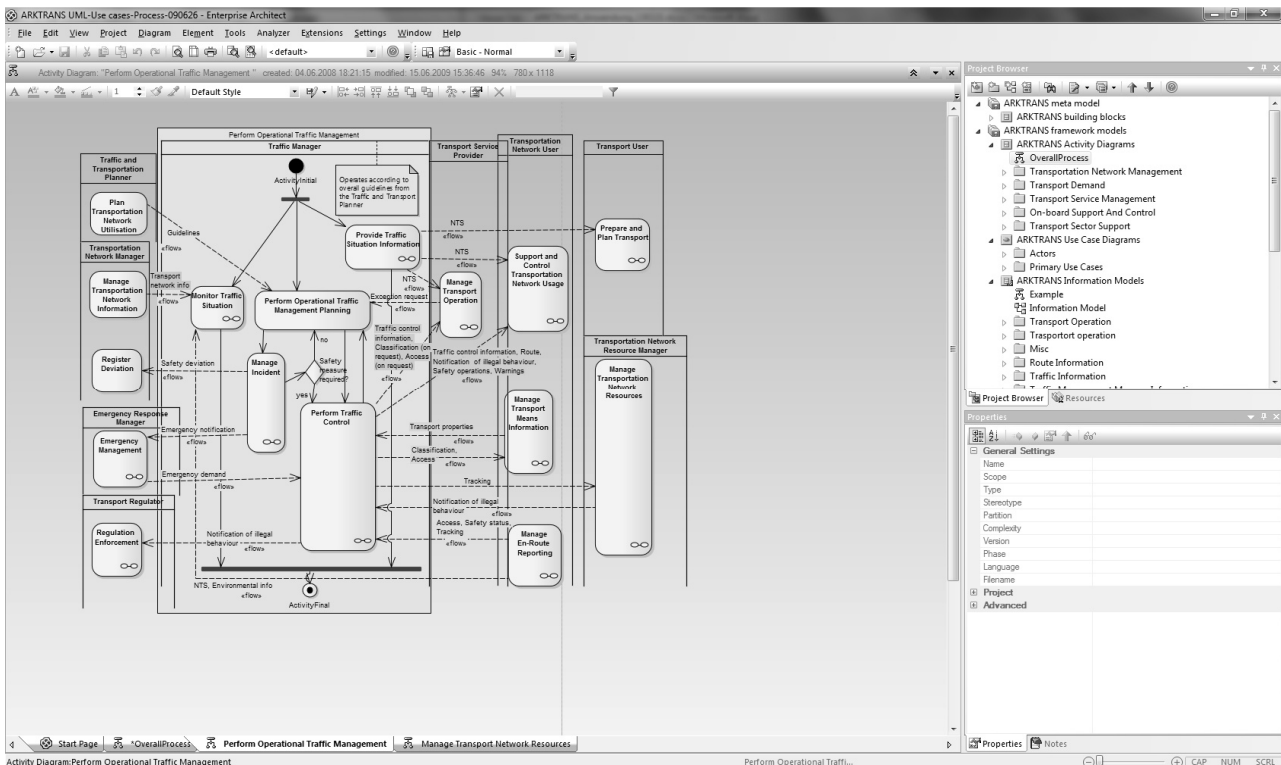 ARKTRANS UML-Use cases-Process-090626 - Enterprise Architect
File Edit View Project Diagram Element Tools Analyzer Extensions Settings Window Help
<default> Basic - Normal
Activity Diagram: "Perform Operational Traffic Management " created: 04.06.2008 18:21:15 modified: 15.06.2009 15:36:46 94% 780 x 1118
1 Default Style
Perform Operational Traffic Management
Traffic Manager
Transport Service
Provider
Transportation
Network User
Transport User
Traffic and
Transportation
Planner
ActivityInitial
Operates according to
overall guidelines from
the Traffic and Transport
Planner
Plan
Transportation
Network
Utilisation
Guidelines
«flow»
Provide Traffic
Situation Information
NTS
«flow»
Prepare and
Plan Transport
NTS
«flow»
Support and
Control
Transportation
Network Usage
Transportation
Network Manager
Manage
Transportation
Network
Information
Transport
network info
«flow»
Monitor Traffic
Situation
Perform Operational Traffic
Management Planning
NTS
«flow»
Exception request
«flow»
Manage
Transport
Operation
Traffic control
information,
Classification (on
request), Access
(on request)
«flow»
Traffic control information, Route,
Notification of illegal behaviour,
Safety operations, Warnings
«flow»
Transportation Network
Resource Manager
Manage
Transportation
Network
Resources
Register
Deviation
Safety deviation
«flow»
Manage
Incident
no
Safety
measure
required?
yes
Perform Traffic
Control
Manage
Transport
Means
Information
Emergency Response
Manager
Emergency
Management
Emergency notification
«flow»
Transport properties
«flow»
Classification,
Access
«flow»
Emergency demand
«flow»
Tracking
«flow»
Transport Regulator
Regulation
Enforcement
Notification of illegal
behaviour
«flow»
Notification of illegal
behaviour
«flow»
Access, Safety status,
Tracking
«flow»
Manage
En-Route
Reporting
NTS, Environmental info
«flow»
ActivityFinal
Start Page *OverallProcess Perform Operational Traffic Management Manage Transport Network Resources
Activity Diagram:Perform Operational Traffic Management
Perform Operational Traffi...
CAP NUM SCRL
Project Browser
ARKTRANS meta model
ARKTRANS building blocks
ARKTRANS framework models
ARKTRANS Activity Diagrams
OverallProcess
Transportation Network Management
Transport Demand
Transport Service Management
On-board Support And Control
Transport Sector Support
ARKTRANS Use Case Diagrams
Actors
Primary Use Cases
ARKTRANS Information Models
Example
Information Model
Transport Operation
Trasportort operation
Misc
Route Information
Traffic Information
Project Browser Resources
Properties
General Settings
Name
Scope
Type
Stereotype
Partition
Complexity
Version
Phase
Language
Filename
Project
Advanced
Properties Notes